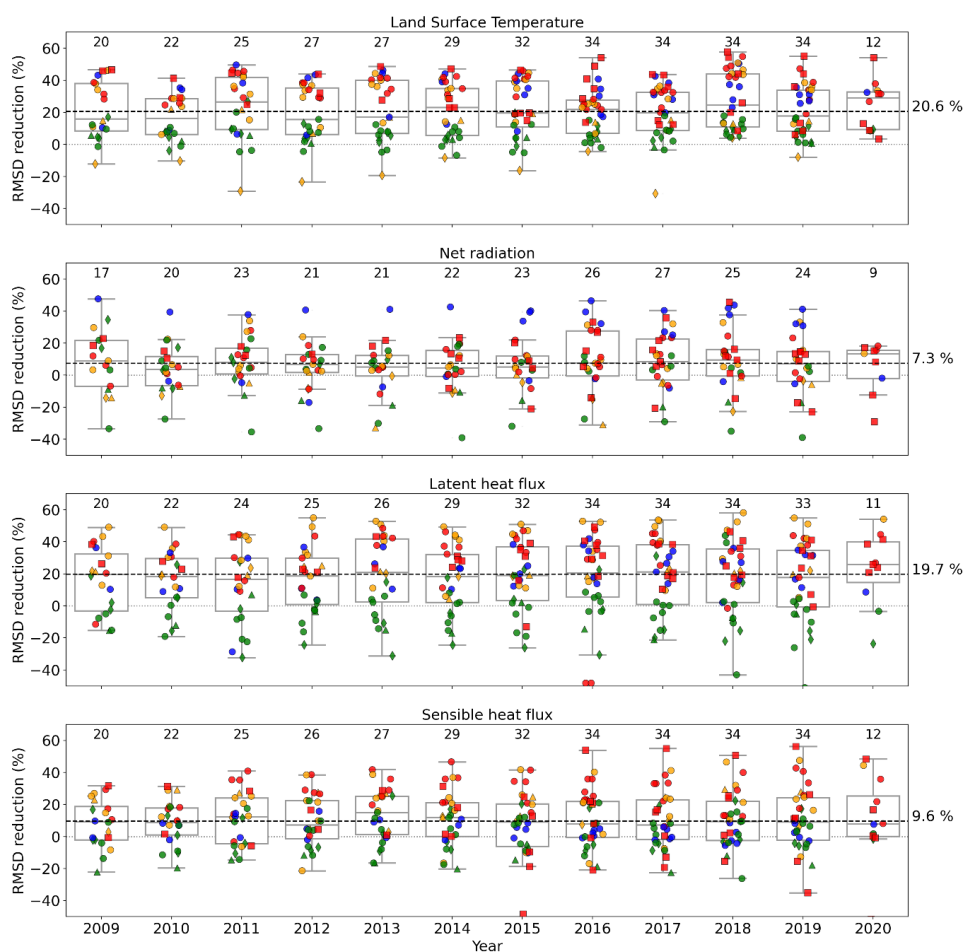 Land Surface Temperature
RMSD reduction (%)
60
40
20
0
−20
−40
20 22 25 27 27 29 32 34 34 34 34 12
20.6 %
Net radiation
RMSD reduction (%)
60
40
20
0
−20
−40
17 20 23 21 21 22 23 26 27 25 24 9
7.3 %
Latent heat flux
RMSD reduction (%)
60
40
20
0
−20
−40
20 22 24 25 26 29 32 34 34 34 33 11
19.7 %
Sensible heat flux
RMSD reduction (%)
60
40
20
0
−20
−40
20 22 25 26 27 29 32 34 34 34 34 12
9.6 %
2009 2010 2011 2012 2013 2014 2015 2016 2017 2018 2019 2020
Year